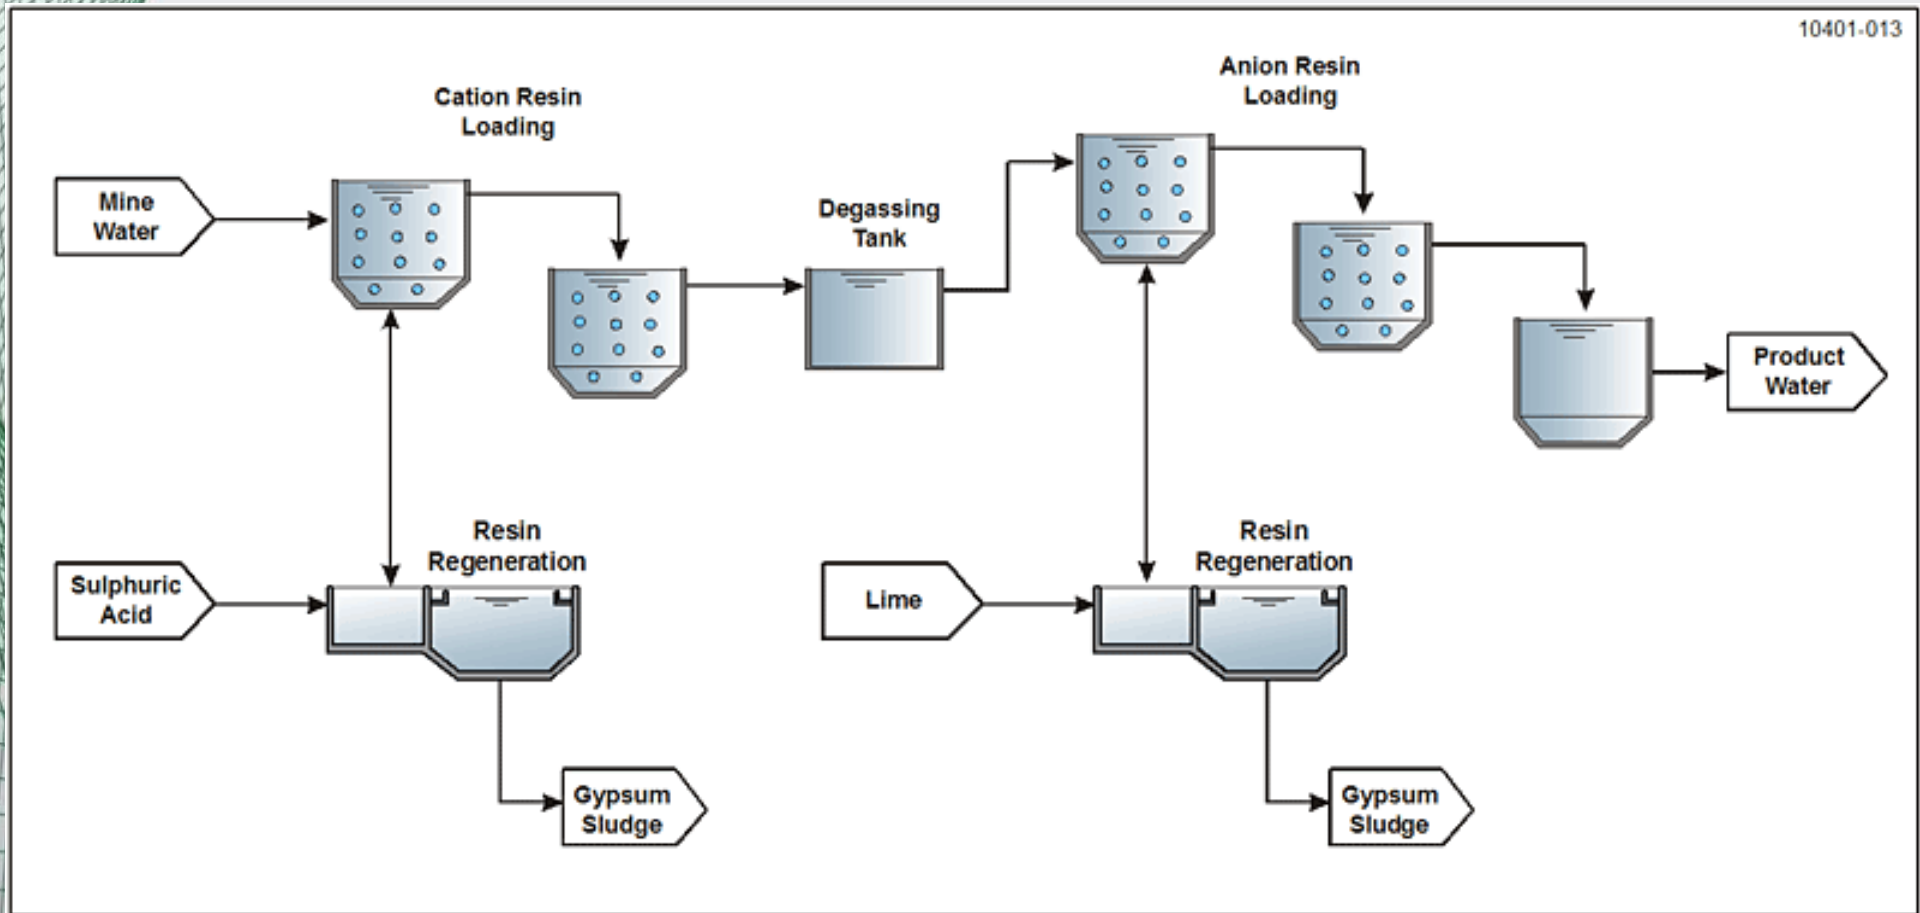 10401-013
Cation Resin
Loading
Anion Resin
Loading
Mine
Water
Degassing
Tank
Product
Water
Sulphuric
Acid
Resin
Regeneration
Lime
Resin
Regeneration
Gypsum
Sludge
Gypsum
Sludge